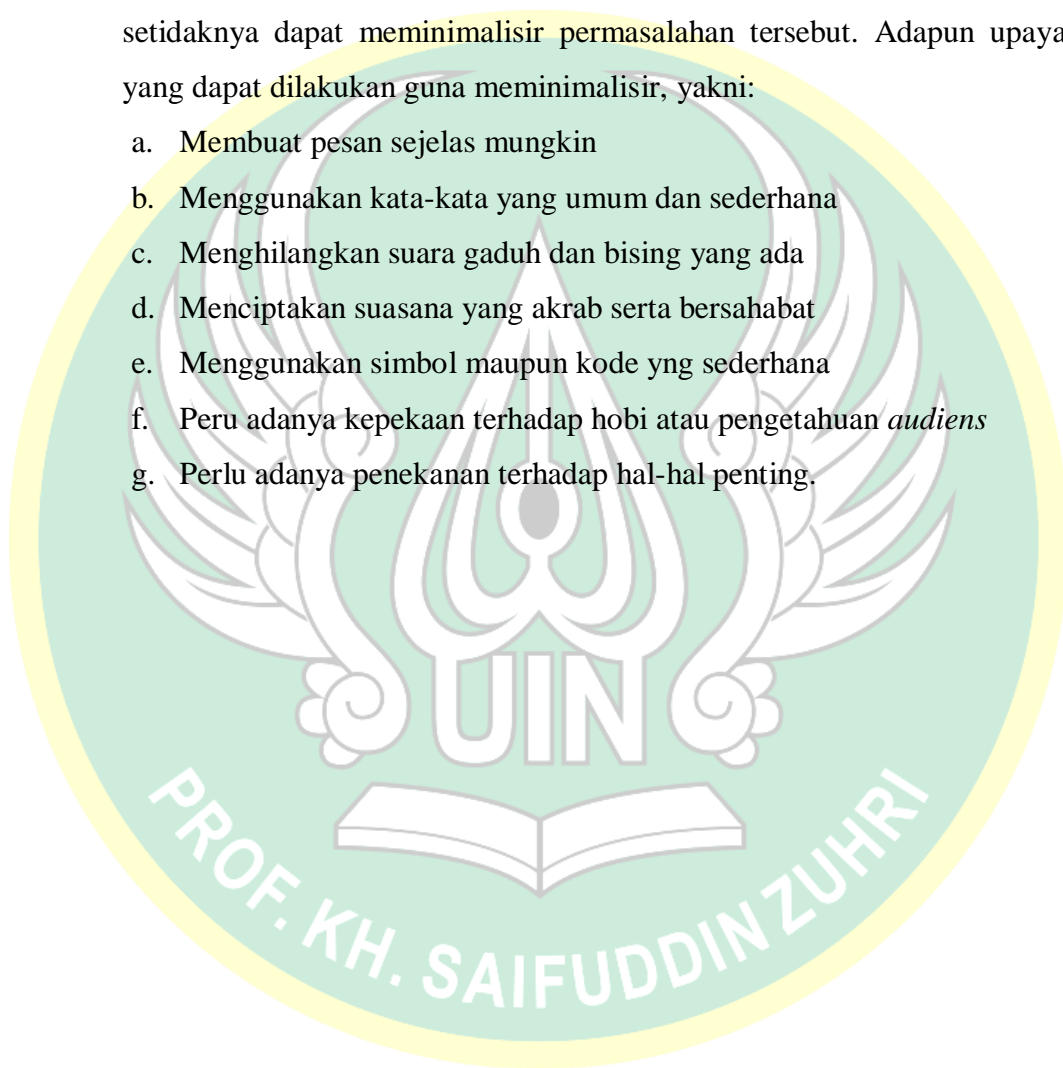 setidaknya dapat meminimalisir permasalahan tersebut. Adapun upaya
yang dapat dilakukan guna meminimalisir, yakni:
a. Membuat pesan sejelas mungkin
b. Menggunakan kata-kata yang umum dan sederhana
c. Menghilangkan suara gaduh dan bising yang ada
d. Menciptakan suasana yang akrab serta bersahabat
e. Menggunakan simbol maupun kode yng sederhana
f. Peru adanya kepekaan terhadap hobi atau pengetahuan audiens
g. Perlu adanya penekanan terhadap hal-hal penting.
UIN
PROF. KH. SAIFUDDIN ZUHRI